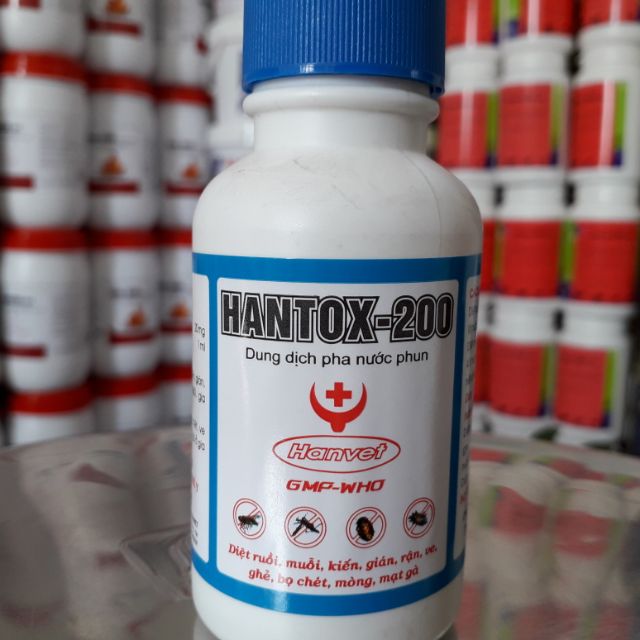 HANTOX-200
Dung dịch pha nước phun
Hanvet
GMP-WHO
Diệt ruồi, muỗi, kiến, gián, rận, ve,
ghẻ, bọ chét, mòng, mạt gà